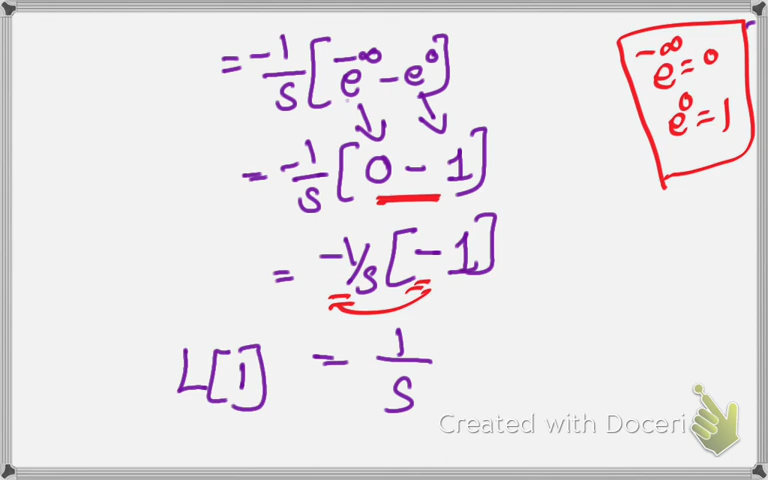 = -1/s [e^-∞ - e^0]
= -1/s [0 - 1]
= -1/s [-1]
L[1] = 1/s
e^-∞ = 0
e^0 = 1
Created with Doceri